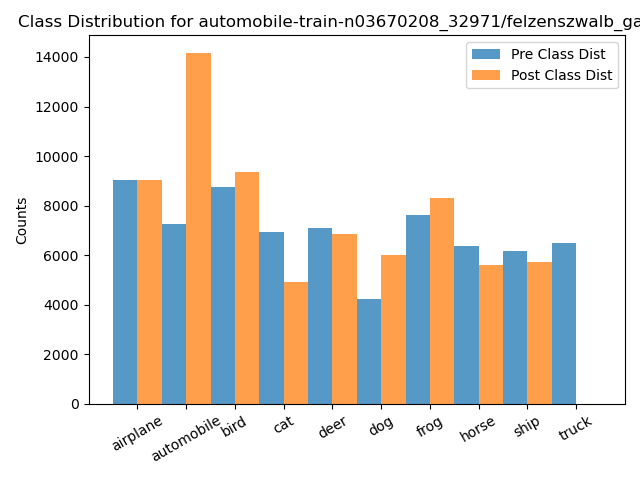 Class Distribution for automobile-train-n03670208_32971/felzenszwalb_ga
Pre Class Dist
Post Class Dist
Counts
14000
12000
10000
8000
6000
4000
2000
0
airplane
automobile
bird
cat
deer
dog
frog
horse
ship
truck